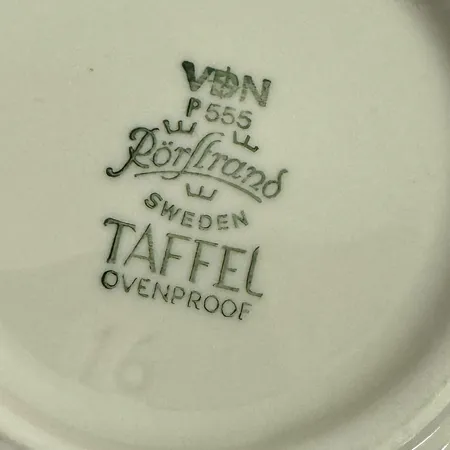 VDN
P 555
Rörstrand
SWEDEN
TAFFEL
OVENPROOF
16